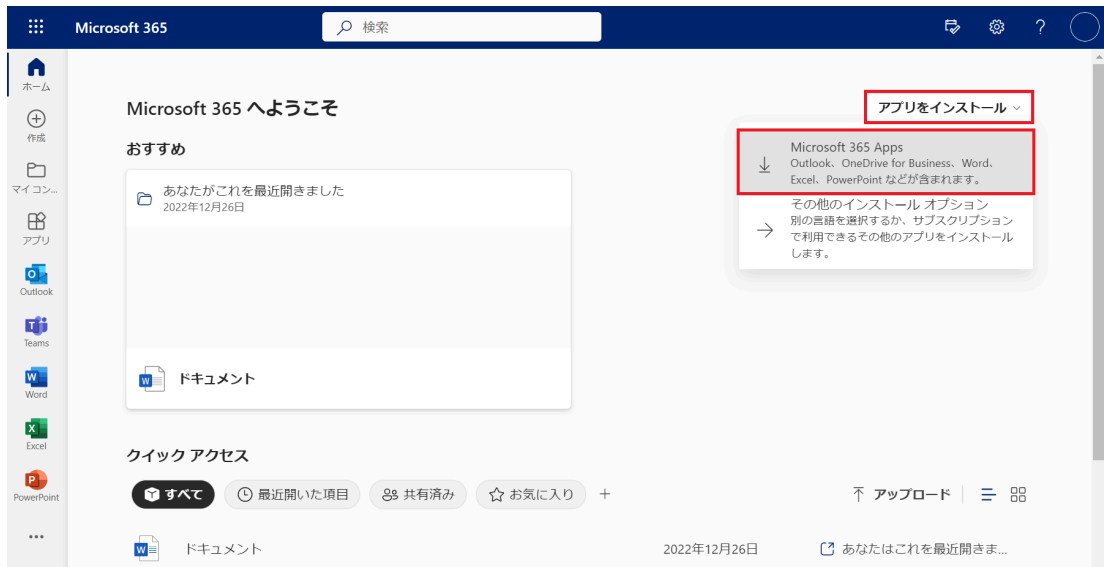 Microsoft 365
検索
?
ホーム
作成
マイ コン...
アプリ
Outlook
Teams
Word
Excel
PowerPoint
Microsoft 365 へようこそ
アプリをインストール
Microsoft 365 Apps
Outlook、OneDrive for Business、Word、
Excel、PowerPoint などが含まれます。
その他のインストール オプション
別の言語を選択するか、サブスクリプション
で利用できるその他のアプリをインストール
します。
おすすめ
あなたがこれを最近開きました
2022年12月26日
ドキュメント
クイック アクセス
すべて
最近開いた項目
共有済み
お気に入り
+
アップロード
ドキュメント
2022年12月26日
あなたはこれを最近開きま...